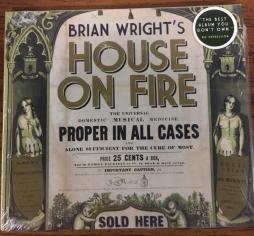 BRIAN WRIGHT'S
HOUSE
ON FIRE
"THE BEST
ALBUM YOU
DON'T OWN."
THE UNIVERSAL
DOMESTIC MUSICAL MEDICINE,
PROPER IN ALL CASES
AND
ALONE SUFFICIENT FOR THE CURE OF MOST.
PRICE 25 CENTS A BOX,
IMPORTANT CAUTION,
SOLD HERE